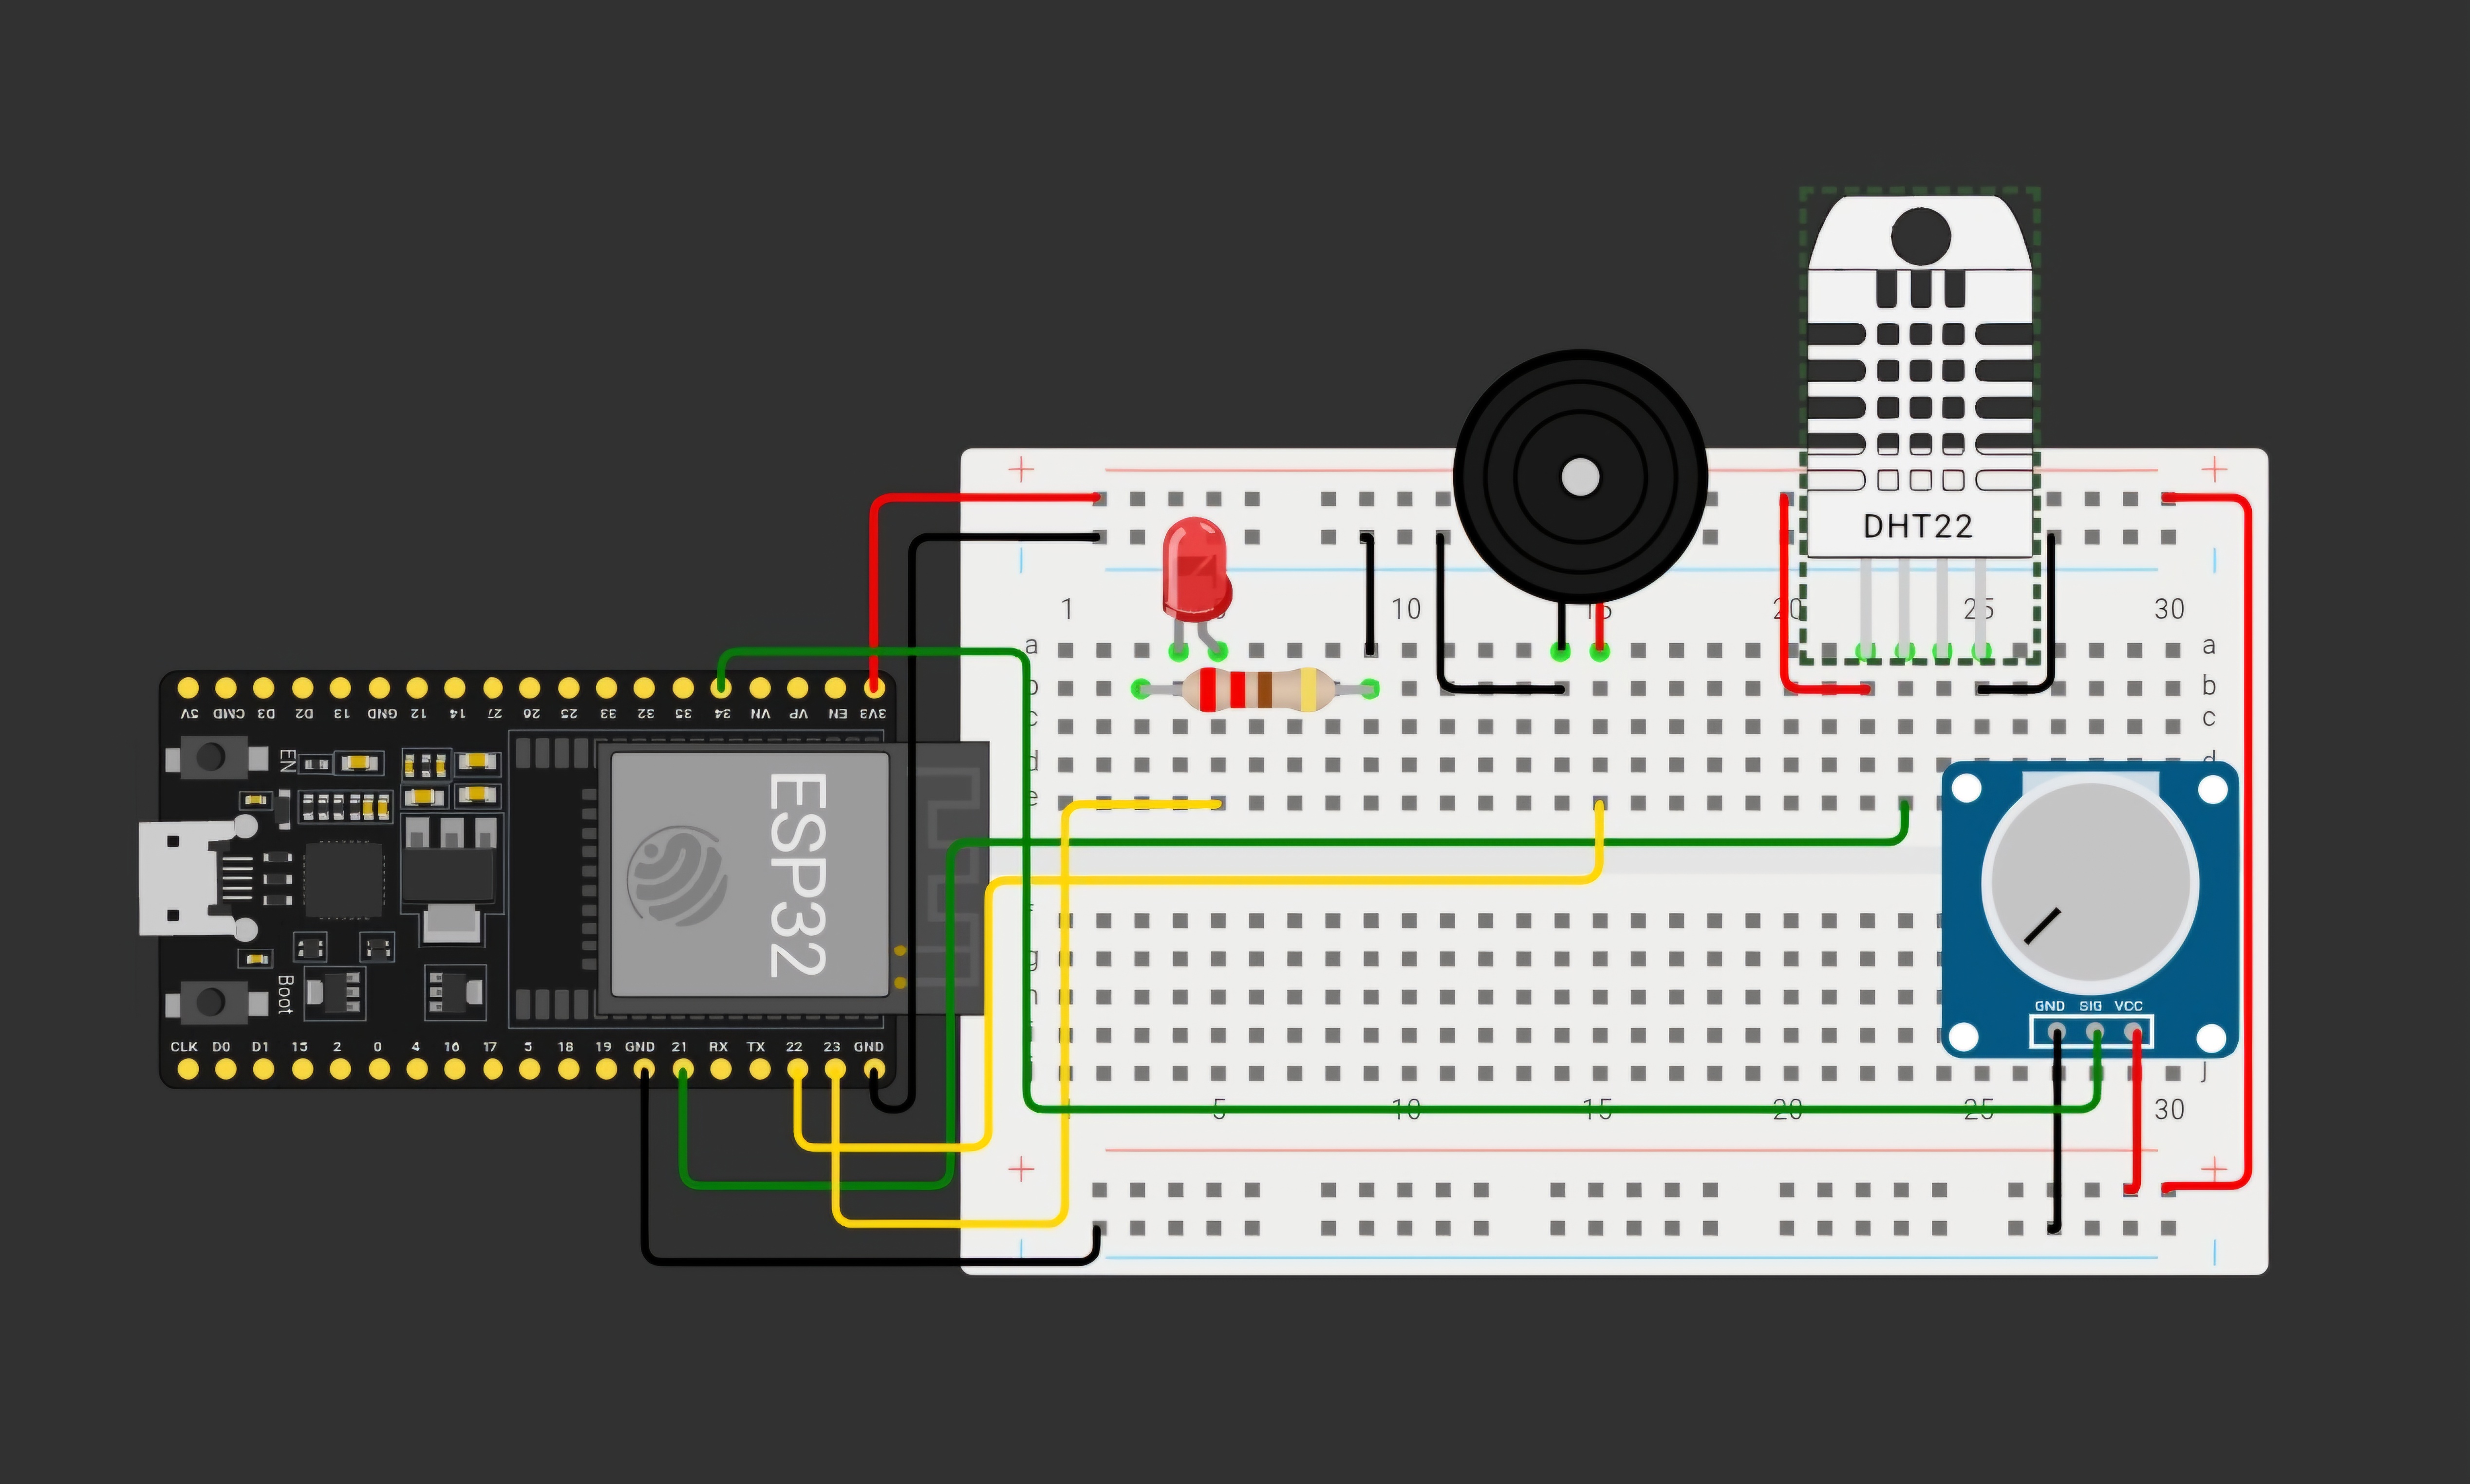 DHT22
1 10 15 20 25 30
a a
b b
c c
d d
e
5V CMD D3 D2 13 GND 12 14 27 26 25 33 32 35 34 VN VP EN 3V3
EN
ESP32
Boot
g
GND SIG VCC
CLK D0 D1 15 2 0 4 16 17 5 18 19 GND 21 RX TX 22 23 GND
j
5 10 15 20 25 30